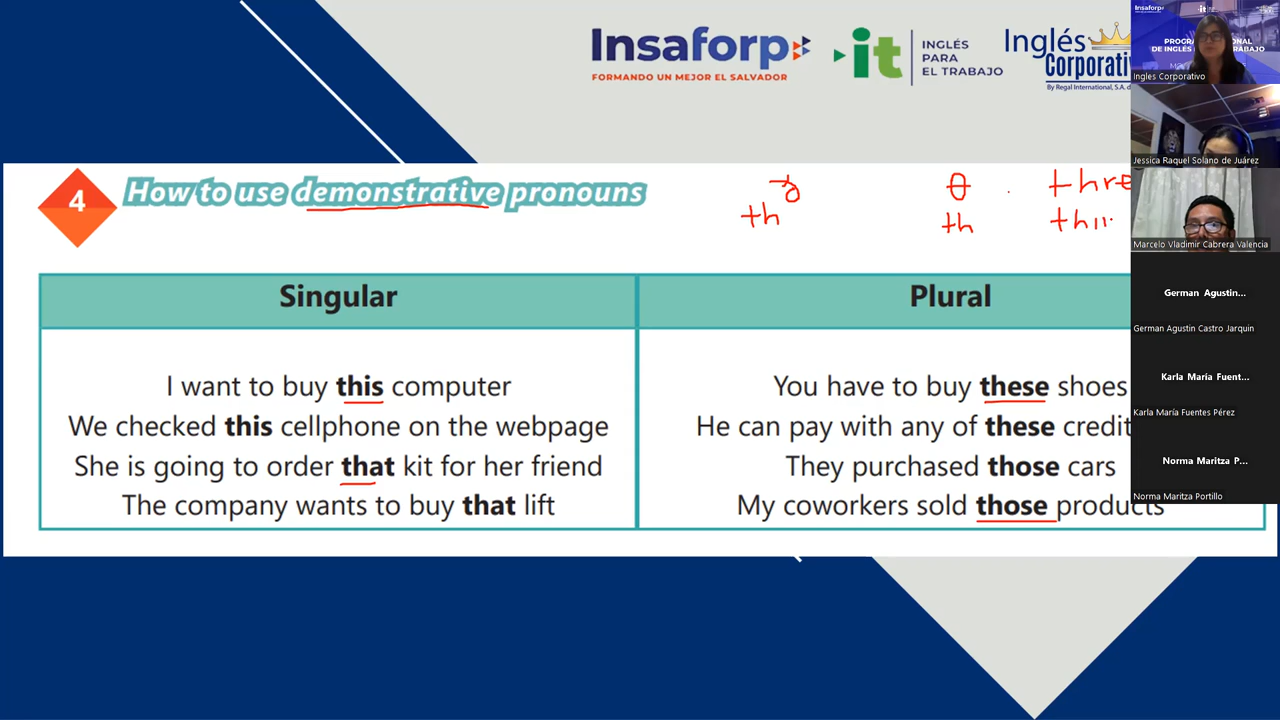 Insaforp
FORMANDO UN MEJOR EL SALVADOR
it
INGLÉS
PARA
EL TRABAJO
Inglés
Corporativ
By Regal International, S.A. d
4
How to use demonstrative pronouns
ð
th
θ
th
thre
Singular
Plural
I want to buy this computer
We checked this cellphone on the webpage
She is going to order that kit for her friend
The company wants to buy that lift
You have to buy these shoes
He can pay with any of these credit
They purchased those cars
My coworkers sold those products
Insaforp
it
Ingles Corporativo
Jessica Raquel Solano de Juárez
Marcelo Vladimir Cabrera Valencia
German Agustin...
German Agustin Castro Jarquin
Karla María Fuent...
Karla María Fuentes Pérez
Norma Maritza P...
Norma Maritza Portillo